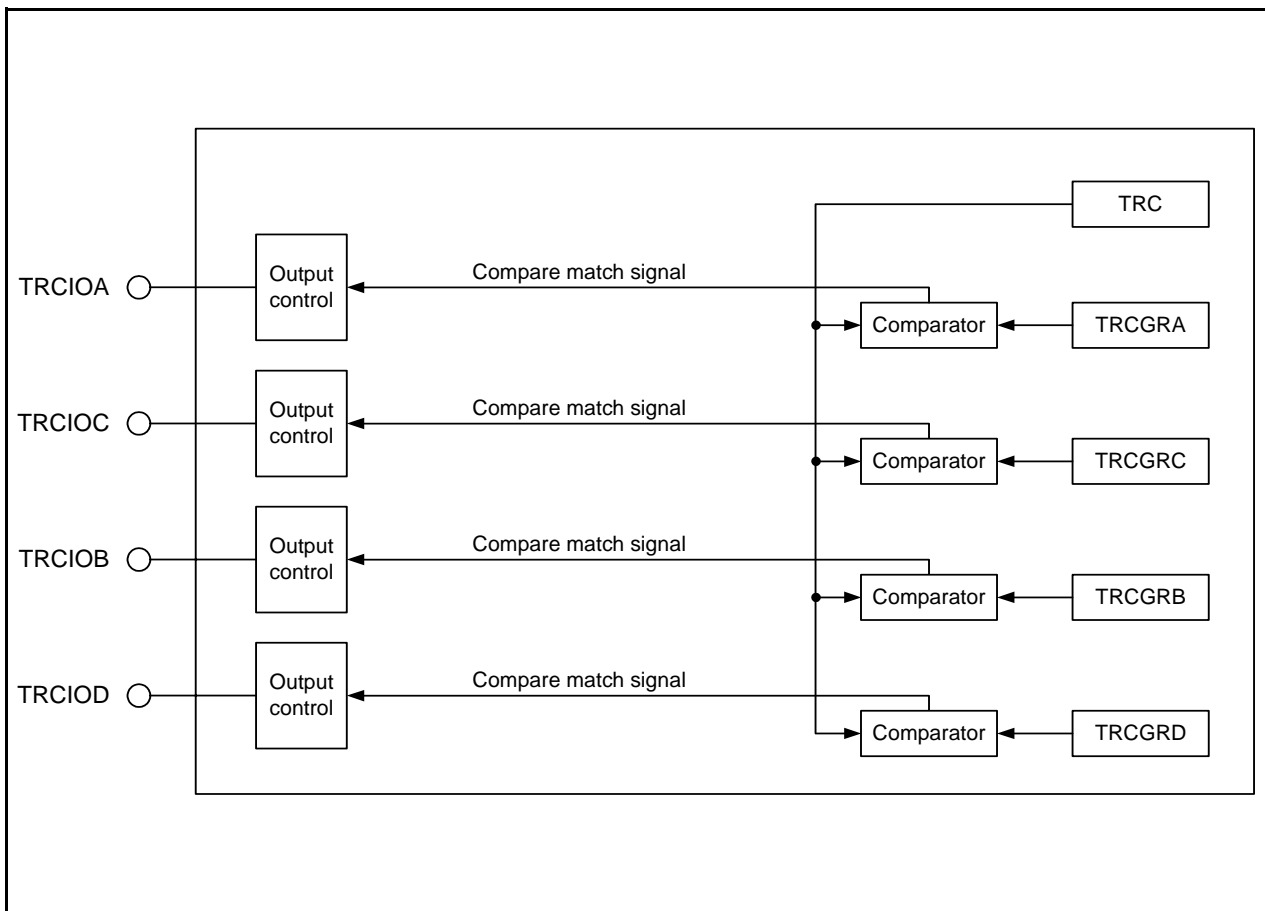 TRC
TRCIOA
Output
control
Compare match signal
Comparator
TRCGRA
TRCIOC
Output
control
Compare match signal
Comparator
TRCGRC
TRCIOB
Output
control
Compare match signal
Comparator
TRCGRB
TRCIOD
Output
control
Compare match signal
Comparator
TRCGRD